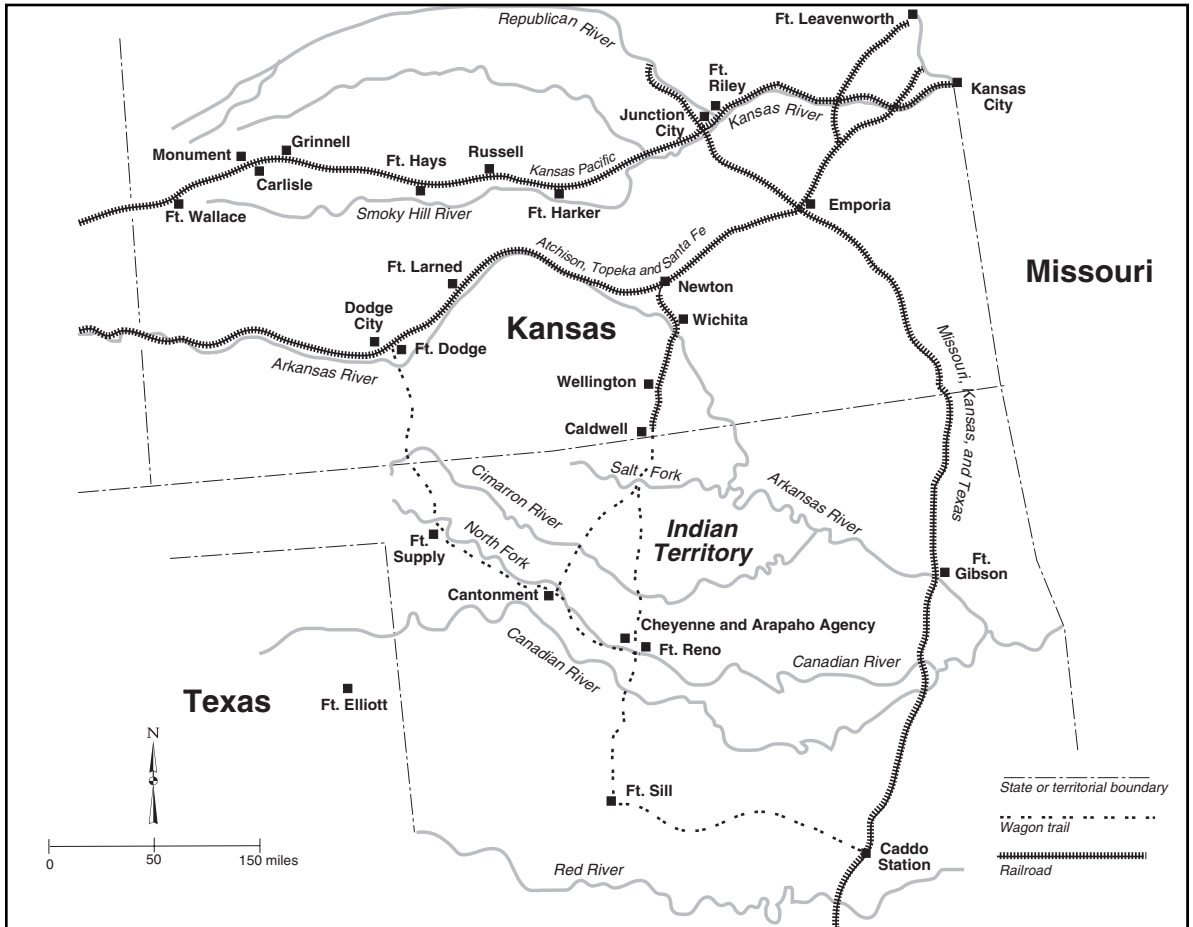 Republican River
Ft. Leavenworth
Ft.
Riley
Kansas
City
Junction
City
Kansas River
Grinnell
Monument
Ft. Hays
Russell
Kansas Pacific
Carlisle
Ft. Wallace
Smoky Hill River
Ft. Harker
Emporia
Atchison, Topeka and Santa Fe
Missouri
Ft. Larned
Newton
Dodge
City
Kansas
Wichita
Ft. Dodge
Arkansas River
Missouri, Kansas, and Texas
Wellington
Caldwell
Salt Fork
Cimarron River
Arkansas River
North Fork
Indian
Territory
Ft.
Supply
Ft.
Gibson
Cantonment
Cheyenne and Arapaho Agency
Ft. Reno
Canadian River
Canadian River
Texas
Ft. Elliott
N
Ft. Sill
State or territorial boundary
Wagon trail
0 50 150 miles
Caddo
Station
Railroad
Red River